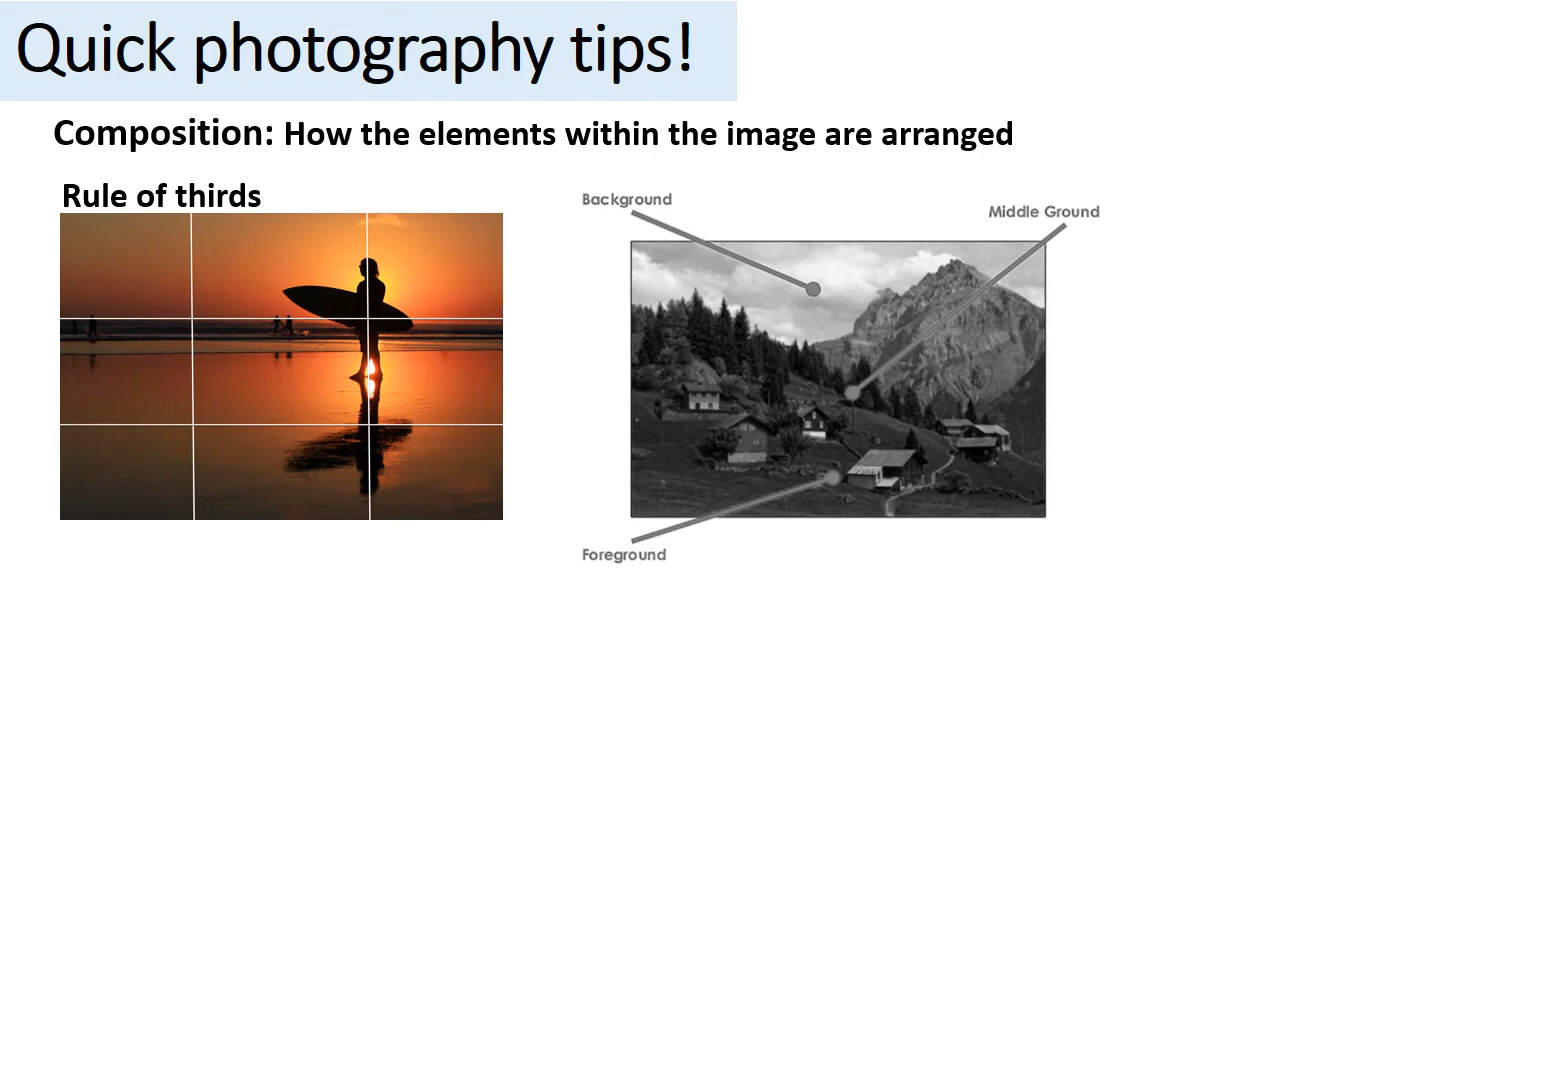 Quick photography tips!
Composition: How the elements within the image are arranged
Rule of thirds
Background
Middle Ground
Foreground